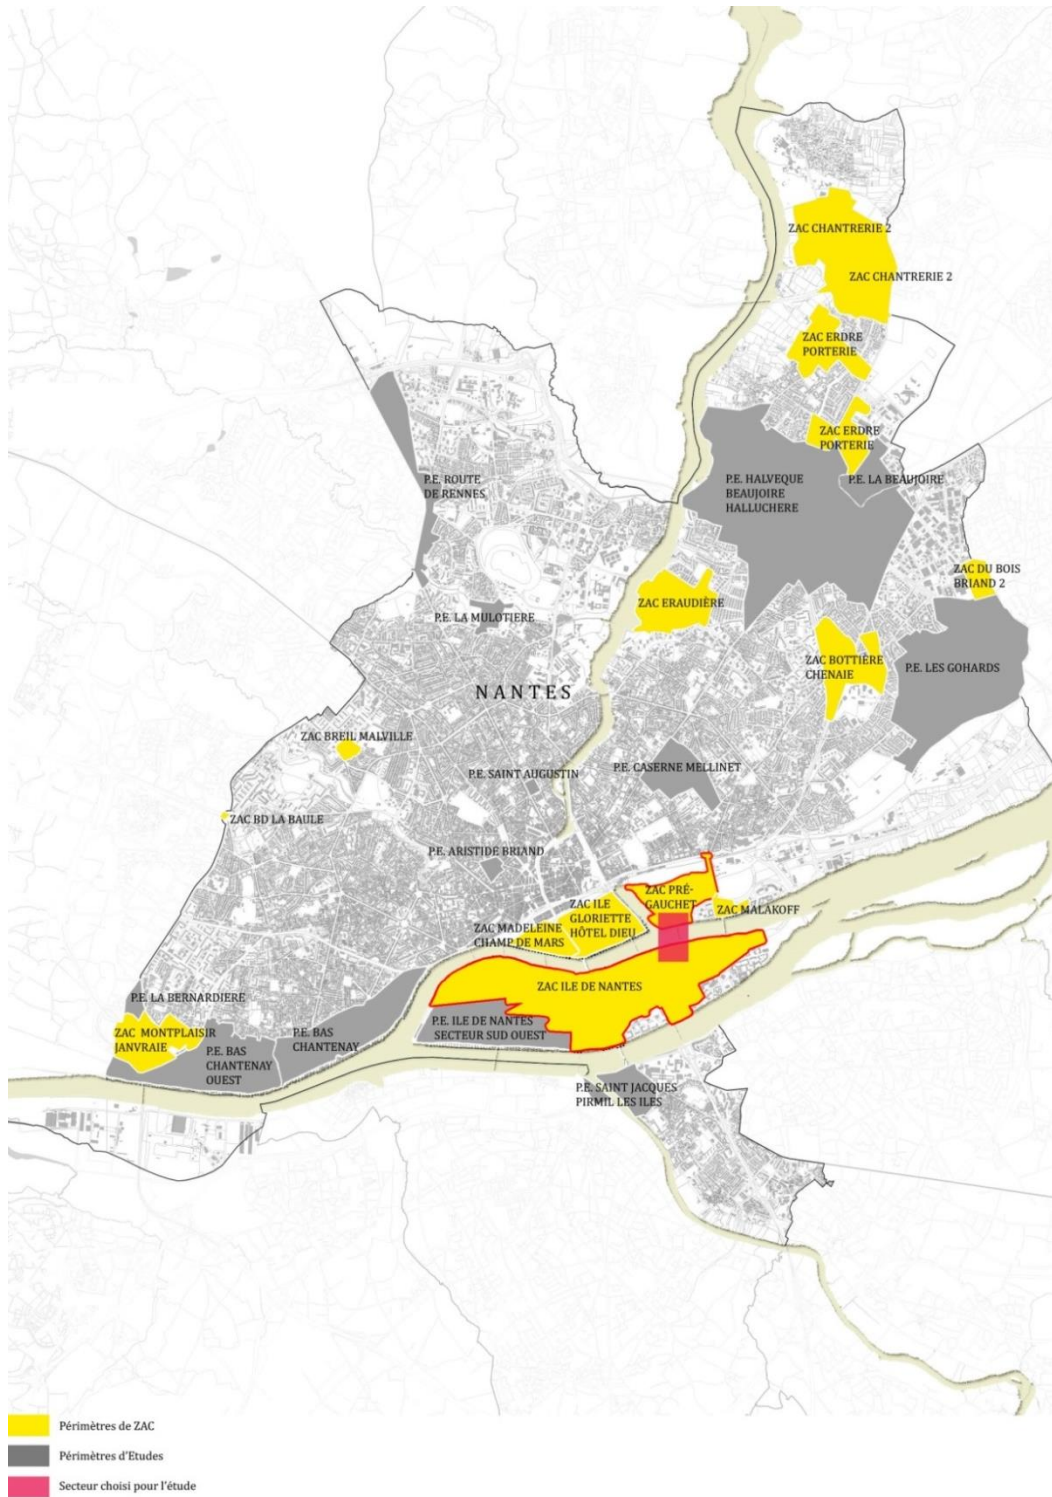 ZAC CHANTRERIE 2
ZAC CHANTRERIE 2
ZAC ERDRE
PORTERIE
ZAC ERDRE
PORTERIE
P.E. ROUTE
DE RENNES
P.E. HALVEQUE
BEAUJOIRE
HALLUCHERE
P.E. LA BEAUJOIRE
ZAC DU BOIS
BRIAND 2
ZAC ERAUDIÈRE
P.E. LA MULOTIERE
ZAC BOTTIÈRE
CHENAIE
P.E. LES GOHARDS
NANTES
ZAC BREIL MALVILLE
P.E. SAINT AUGUSTIN
P.E. CASERNE MELLINET
ZAC BD LA BAULE
P.E. ARISTIDE BRIAND
ZAC PRÉ-
GAUCHET
ZAC MALAKOFF
ZAC ILE
GLORIETTE
HÔTEL DIEU
ZAC MADELEINE
CHAMP DE MARS
ZAC ILE DE NANTES
P.E. LA BERNARDIERE
P.E. ILE DE NANTES
SECTEUR SUD OUEST
ZAC MONTPLAISIR
JANVRAIE
P.E. BAS
CHANTENAY
P.E. BAS
CHANTENAY
OUEST
P.E. SAINT JACQUES
PIRMIL LES ILES
Périmètres de ZAC
Périmètres d'Etudes
Secteur choisi pour l'étude